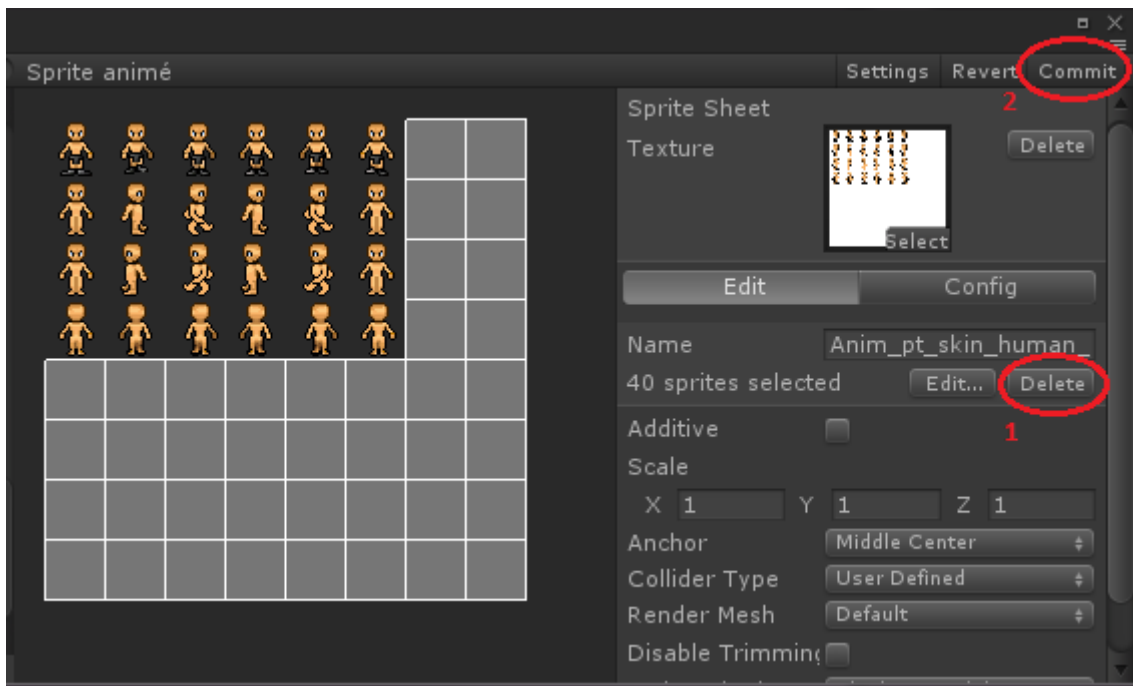 Sprite animé
Settings Revert Commit
2
Sprite Sheet
Texture
Delete
Select
Edit Config
Name Anim_pt_skin_human_
40 sprites selected Edit... Delete
1
Additive
Scale
X 1 Y 1 Z 1
Anchor Middle Center
Collider Type User Defined
Render Mesh Default
Disable Trimming